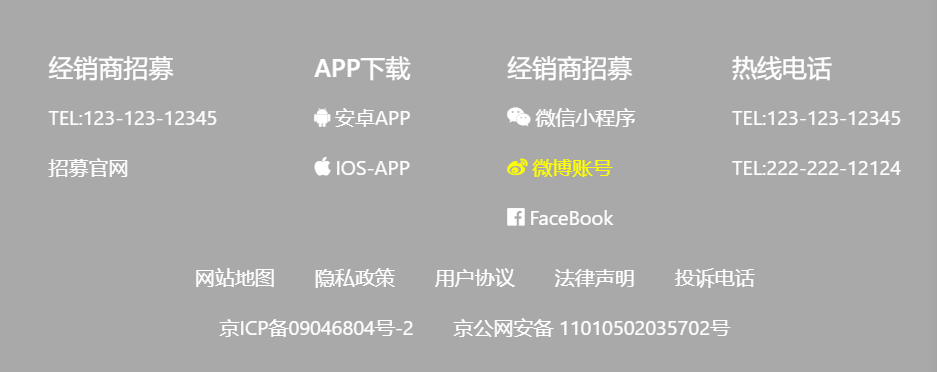 经销商招募
TEL:123-123-12345
招募官网
APP下载
安卓APP
IOS-APP
经销商招募
微信小程序
微博账号
FaceBook
热线电话
TEL:123-123-12345
TEL:222-222-12124
网站地图 隐私政策 用户协议 法律声明 投诉电话
京ICP备09046804号-2 京公网安备 11010502035702号